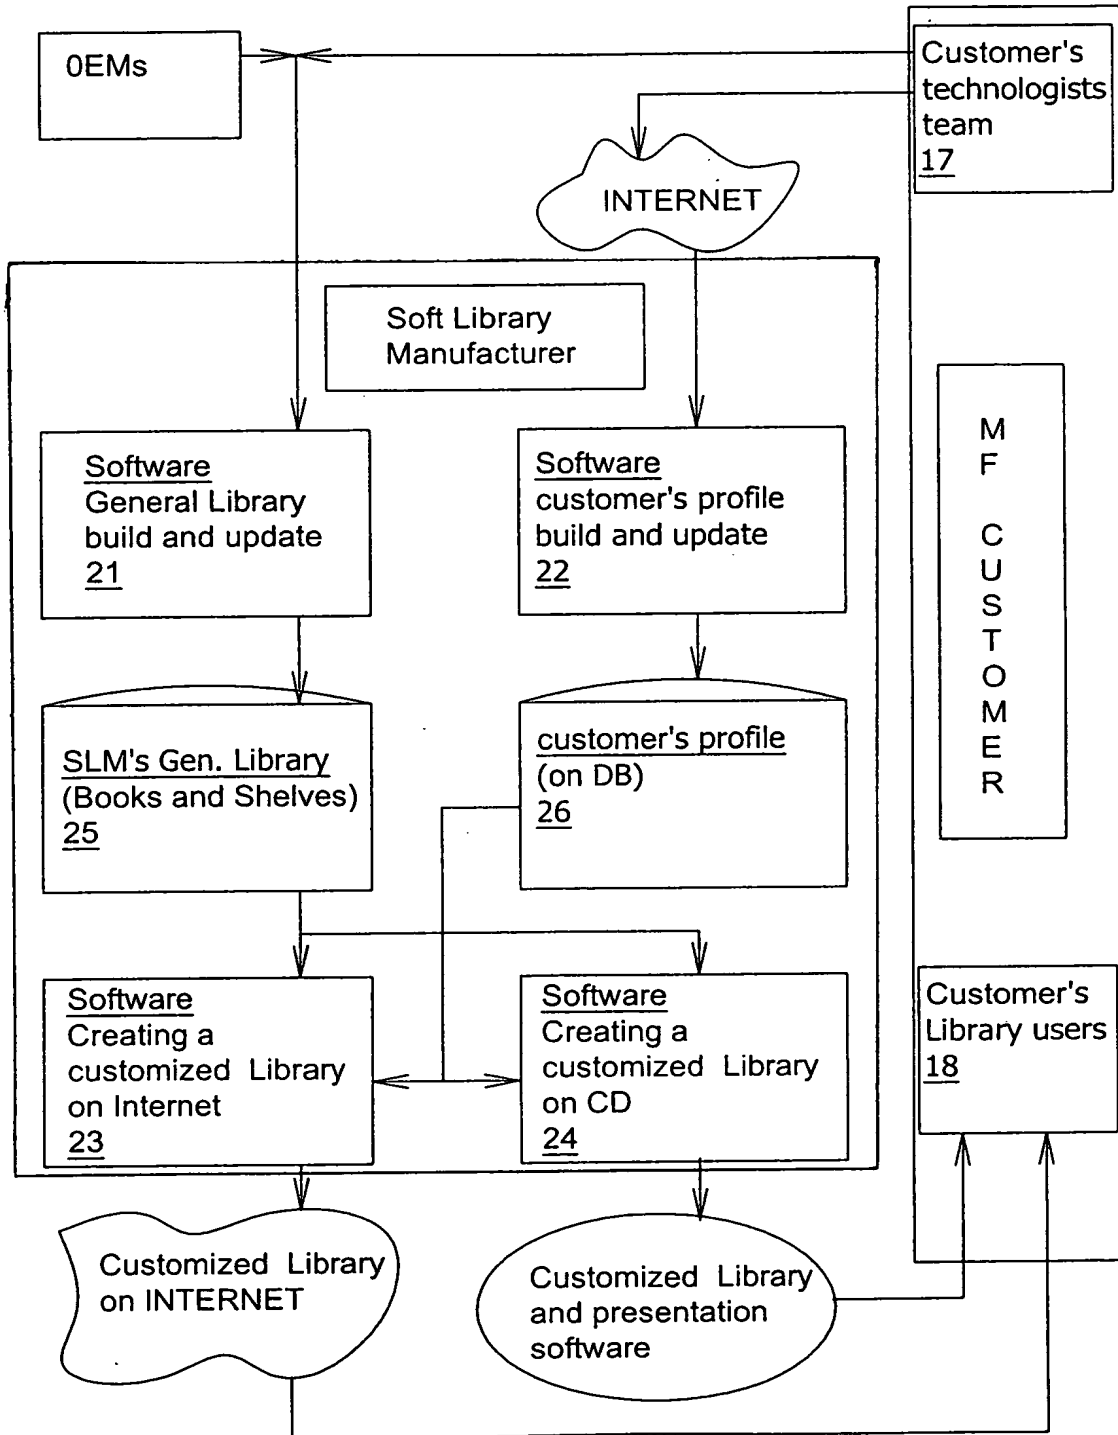 0EMs
Customer's
technologists
team
17
INTERNET
Soft Library
Manufacturer
Software
General Library
build and update
21
Software
customer's profile
build and update
22
M
F
C
U
S
T
O
M
E
R
SLM's Gen. Library
(Books and Shelves)
25
customer's profile
(on DB)
26
Software
Creating a
customized Library
on Internet
23
Software
Creating a
customized Library
on CD
24
Customer's
Library users
18
Customized Library
on INTERNET
Customized Library
and presentation
software